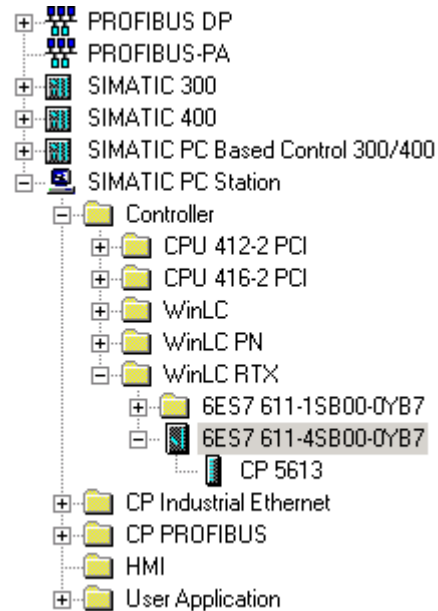 PROFIBUS DP
PROFIBUS-PA
SIMATIC 300
SIMATIC 400
SIMATIC PC Based Control 300/400
SIMATIC PC Station
Controller
CPU 412-2 PCI
CPU 416-2 PCI
WinLC
WinLC PN
WinLC RTX
6ES7 611-1SB00-0YB7
6ES7 611-4SB00-0YB7
CP 5613
CP Industrial Ethernet
CP PROFIBUS
HMI
User Application